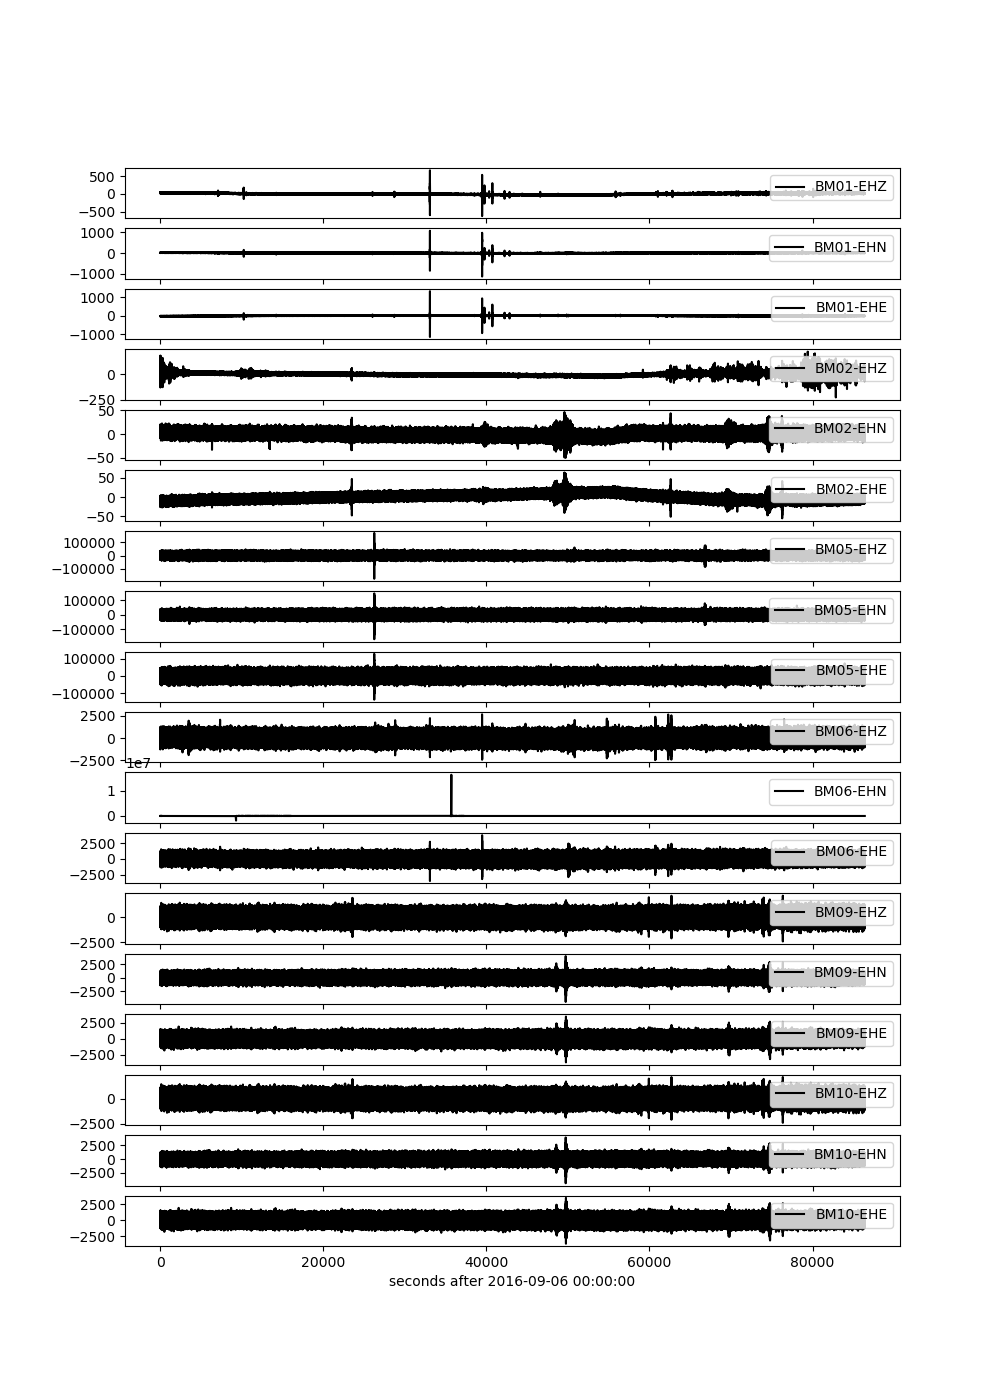 500
0
−500
BM01-EHZ
1000
0
−1000
BM01-EHN
1000
0
−1000
BM01-EHE
0
−250
BM02-EHZ
50
0
−50
BM02-EHN
50
0
−50
BM02-EHE
100000
0
−100000
BM05-EHZ
100000
0
−100000
BM05-EHN
100000
0
−100000
BM05-EHE
2500
0
−2500
BM06-EHZ
1e7
1
0
BM06-EHN
2500
0
−2500
BM06-EHE
0
−2500
BM09-EHZ
2500
0
−2500
BM09-EHN
2500
0
−2500
BM09-EHE
0
−2500
BM10-EHZ
2500
0
−2500
BM10-EHN
2500
0
−2500
BM10-EHE
0 20000 40000 60000 80000
seconds after 2016-09-06 00:00:00